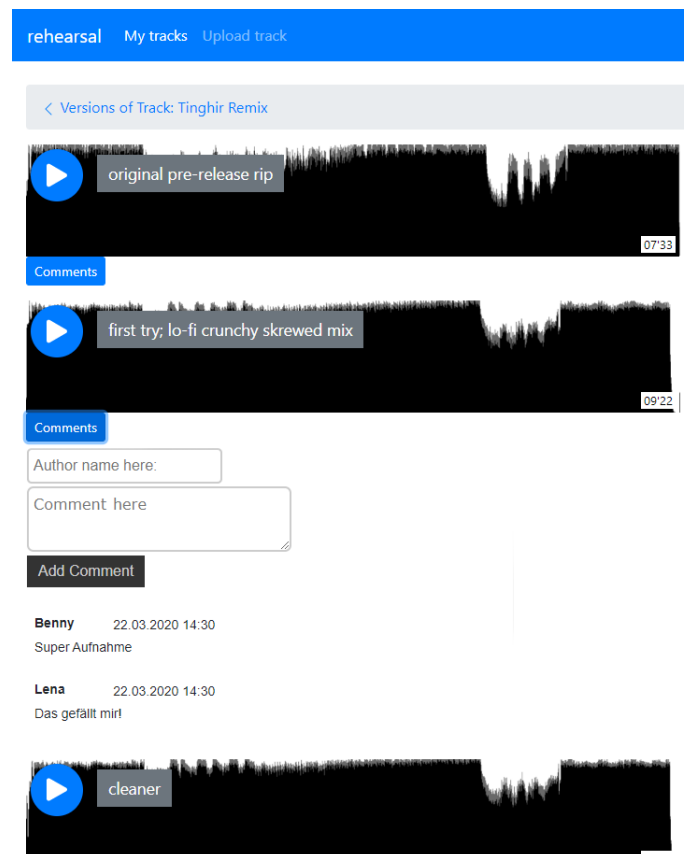 rehearsal My tracks Upload track
Versions of Track: Tinghir Remix
original pre-release rip
07'33
Comments
first try; lo-fi crunchy skrewed mix
09'22
Comments
Author name here:
Comment here
Add Comment
Benny 22.03.2020 14:30
Super Aufnahme
Lena 22.03.2020 14:30
Das gefällt mir!
cleaner